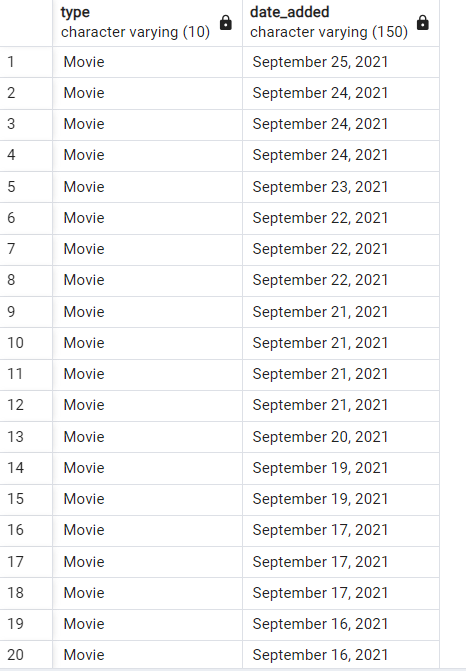 type date_added
character varying (10) character varying (150)
1 Movie September 25, 2021
2 Movie September 24, 2021
3 Movie September 24, 2021
4 Movie September 24, 2021
5 Movie September 23, 2021
6 Movie September 22, 2021
7 Movie September 22, 2021
8 Movie September 22, 2021
9 Movie September 21, 2021
10 Movie September 21, 2021
11 Movie September 21, 2021
12 Movie September 21, 2021
13 Movie September 20, 2021
14 Movie September 19, 2021
15 Movie September 19, 2021
16 Movie September 17, 2021
17 Movie September 17, 2021
18 Movie September 17, 2021
19 Movie September 16, 2021
20 Movie September 16, 2021